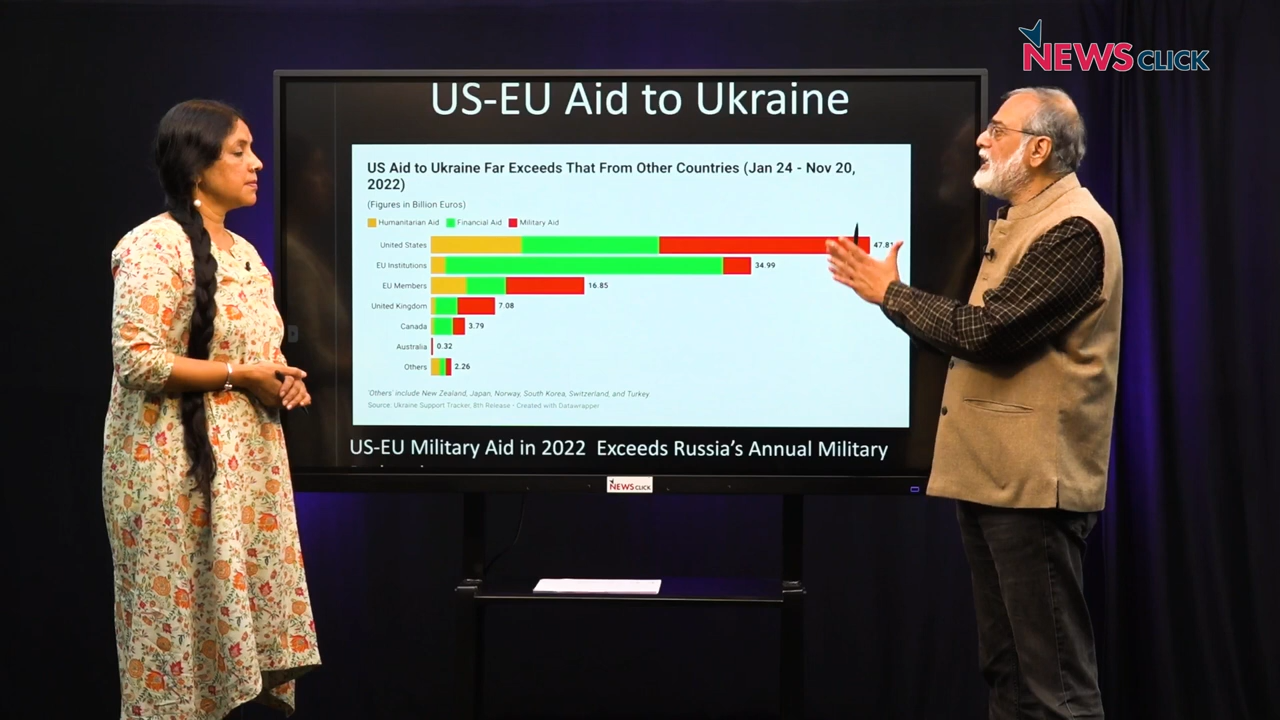 NEWSCLICK
US-EU Aid to Ukraine
US Aid to Ukraine Far Exceeds That From Other Countries (Jan 24 - Nov 20,
2022)
(Figures in Billion Euros)
Humanitarian Aid Financial Aid Military Aid
United States 47.81
EU Institutions 34.99
EU Members 16.85
United Kingdom 7.08
Canada 3.79
Australia 0.32
Others 2.26
'Others' include New Zealand, Japan, Norway, South Korea, Switzerland, and Turkey
Source: Ukraine Support Tracker, 8th Release • Created with Datawrapper
US-EU Military Aid in 2022 Exceeds Russia's Annual Military
NEWSCLICK